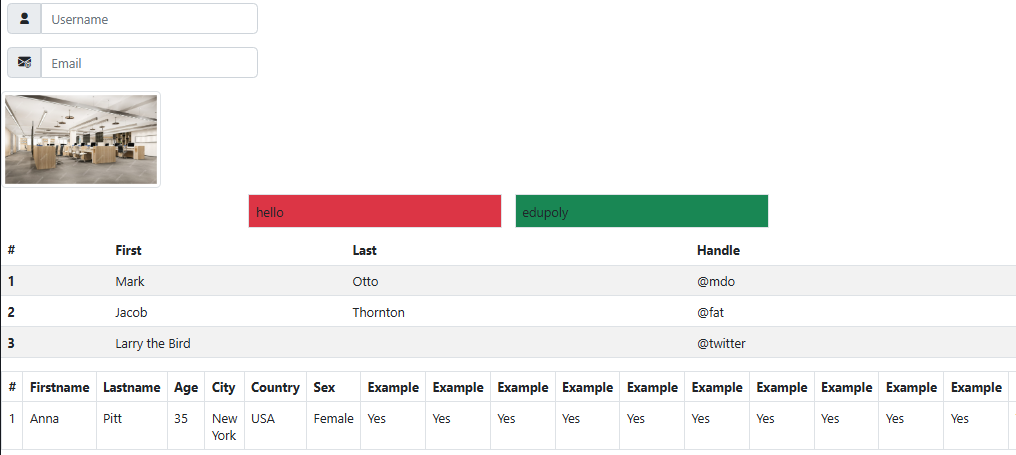 Username
Email
hello edupoly
# First Last Handle
1 Mark Otto @mdo
2 Jacob Thornton @fat
3 Larry the Bird @twitter
# Firstname Lastname Age City Country Sex Example Example Example Example Example Example Example Example Example Example
1 Anna Pitt 35 New USA Female Yes Yes Yes Yes Yes Yes Yes Yes Yes Yes
York